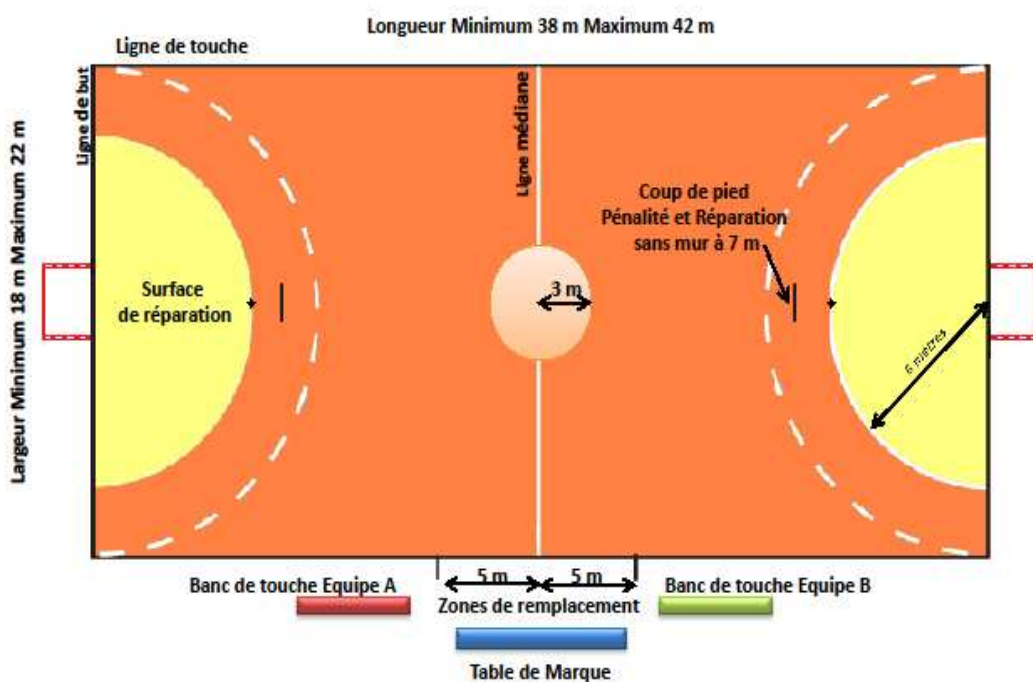 Longueur Minimum 38 m Maximum 42 m
Ligne de touche
Ligne de but
Largeur Minimum 18 m Maximum 22 m
Ligne médiane
Coup de pied
Pénalité et Réparation
sans mur à 7 m
Surface
de réparation
3 m
6 mètres
5 m
5 m
Banc de touche Equipe A
Zones de remplacement
Banc de touche Equipe B
Table de Marque